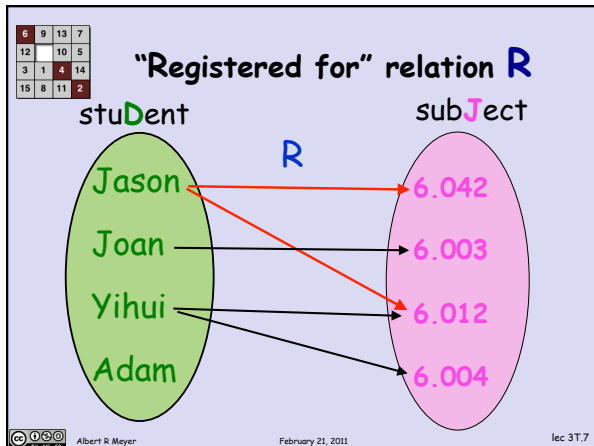 6 9 13 7
12 10 5
3 1 4 14
15 8 11 2
“Registered for” relation R
stuDent subJect
R
Jason 6.042
Joan 6.003
Yihui 6.012
Adam 6.004
Albert R Meyer February 21, 2011 lec 3T.7